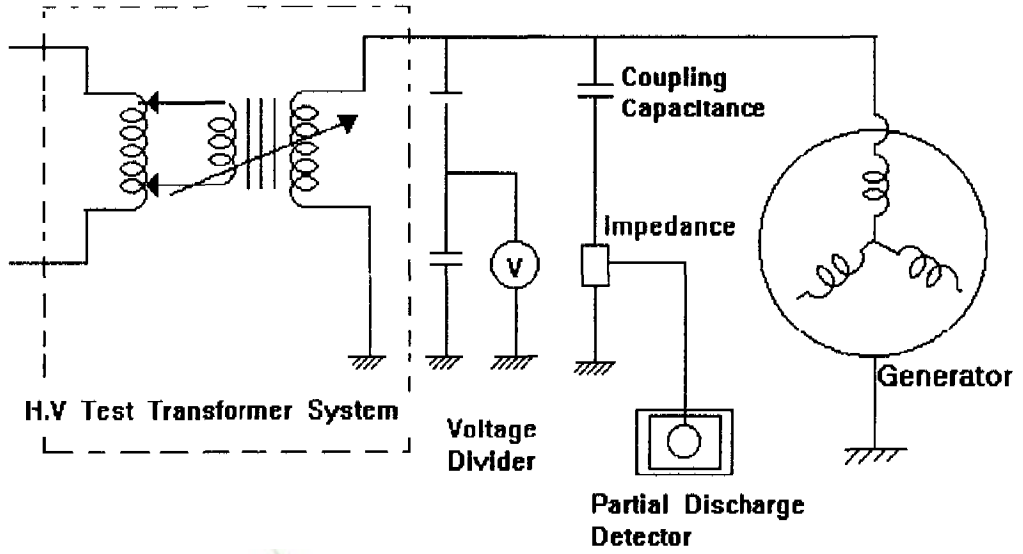 Coupling
Capacitance
Impedance
V
Generator
H.V Test Transformer System
Voltage
Divider
Partial Discharge
Detector